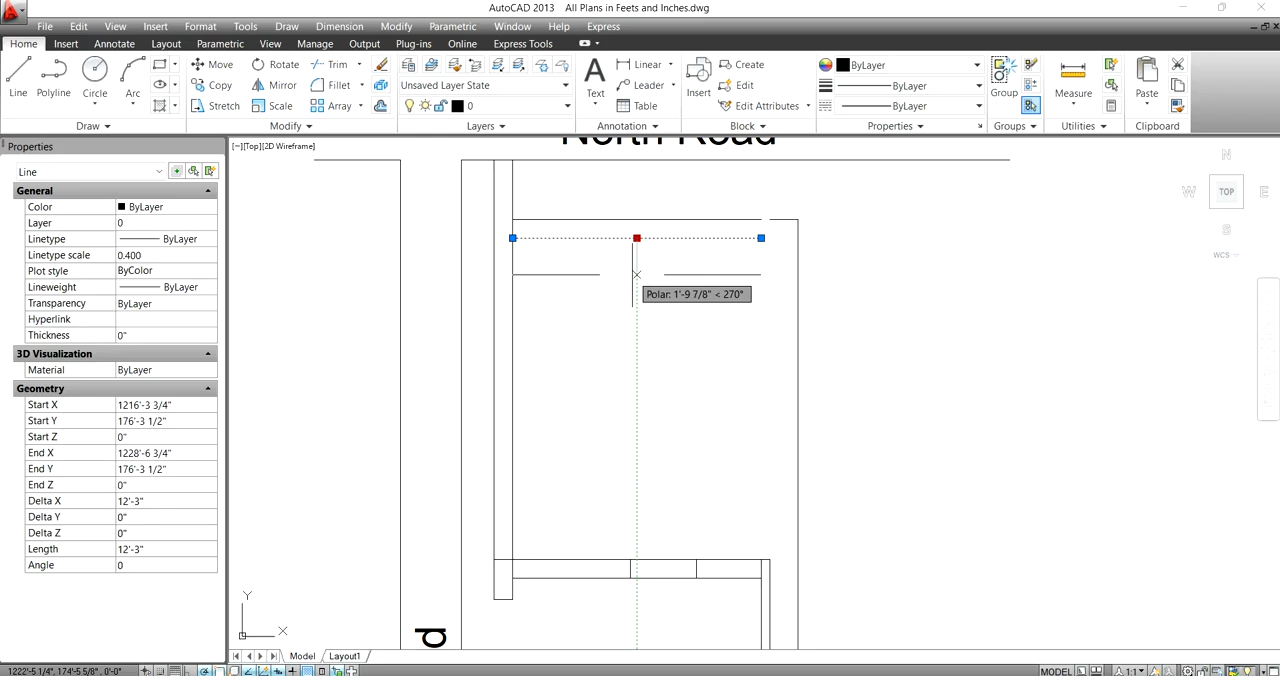 AutoCAD 2013 All Plans in Feet and Inches.dwg
File Edit View Insert Format Tools Draw Dimension Modify Parametric Window Help Express
Home Insert Annotate Layout Parametric View Manage Output Plug-ins Online Express Tools
Line Polyline Circle Arc
Move Rotate Trim
Copy Mirror Fillet
Stretch Scale Array
Unsaved Layer State
0
Text
Linear
Leader
Table
Insert
Create
Edit
Edit Attributes
ByLayer
ByLayer
ByLayer
Group
Measure
Paste
Draw Modify Layers Annotation Block Properties Groups Utilities Clipboard
Properties
Line
General
Color ByLayer
Layer 0
Linetype ByLayer
Linetype scale 0.400
Plot style ByColor
Lineweight ByLayer
Transparency ByLayer
Hyperlink
Thickness 0"
3D Visualization
Material ByLayer
Geometry
Start X 1216'-3 3/4"
Start Y 176'-3 1/2"
Start Z 0"
End X 1228'-6 3/4"
End Y 176'-3 1/2"
End Z 0"
Delta X 12'-3"
Delta Y 0"
Delta Z 0"
Length 12'-3"
Angle 0
[−][Top][2D Wireframe]
North Road
Polar: 1'-9 7/8" < 270°
N
W TOP E
S
WCS
d
Y
X
Model Layout1
1222'-5 1/4", 174'-5 5/8", 0'-0"
MODEL
1:1